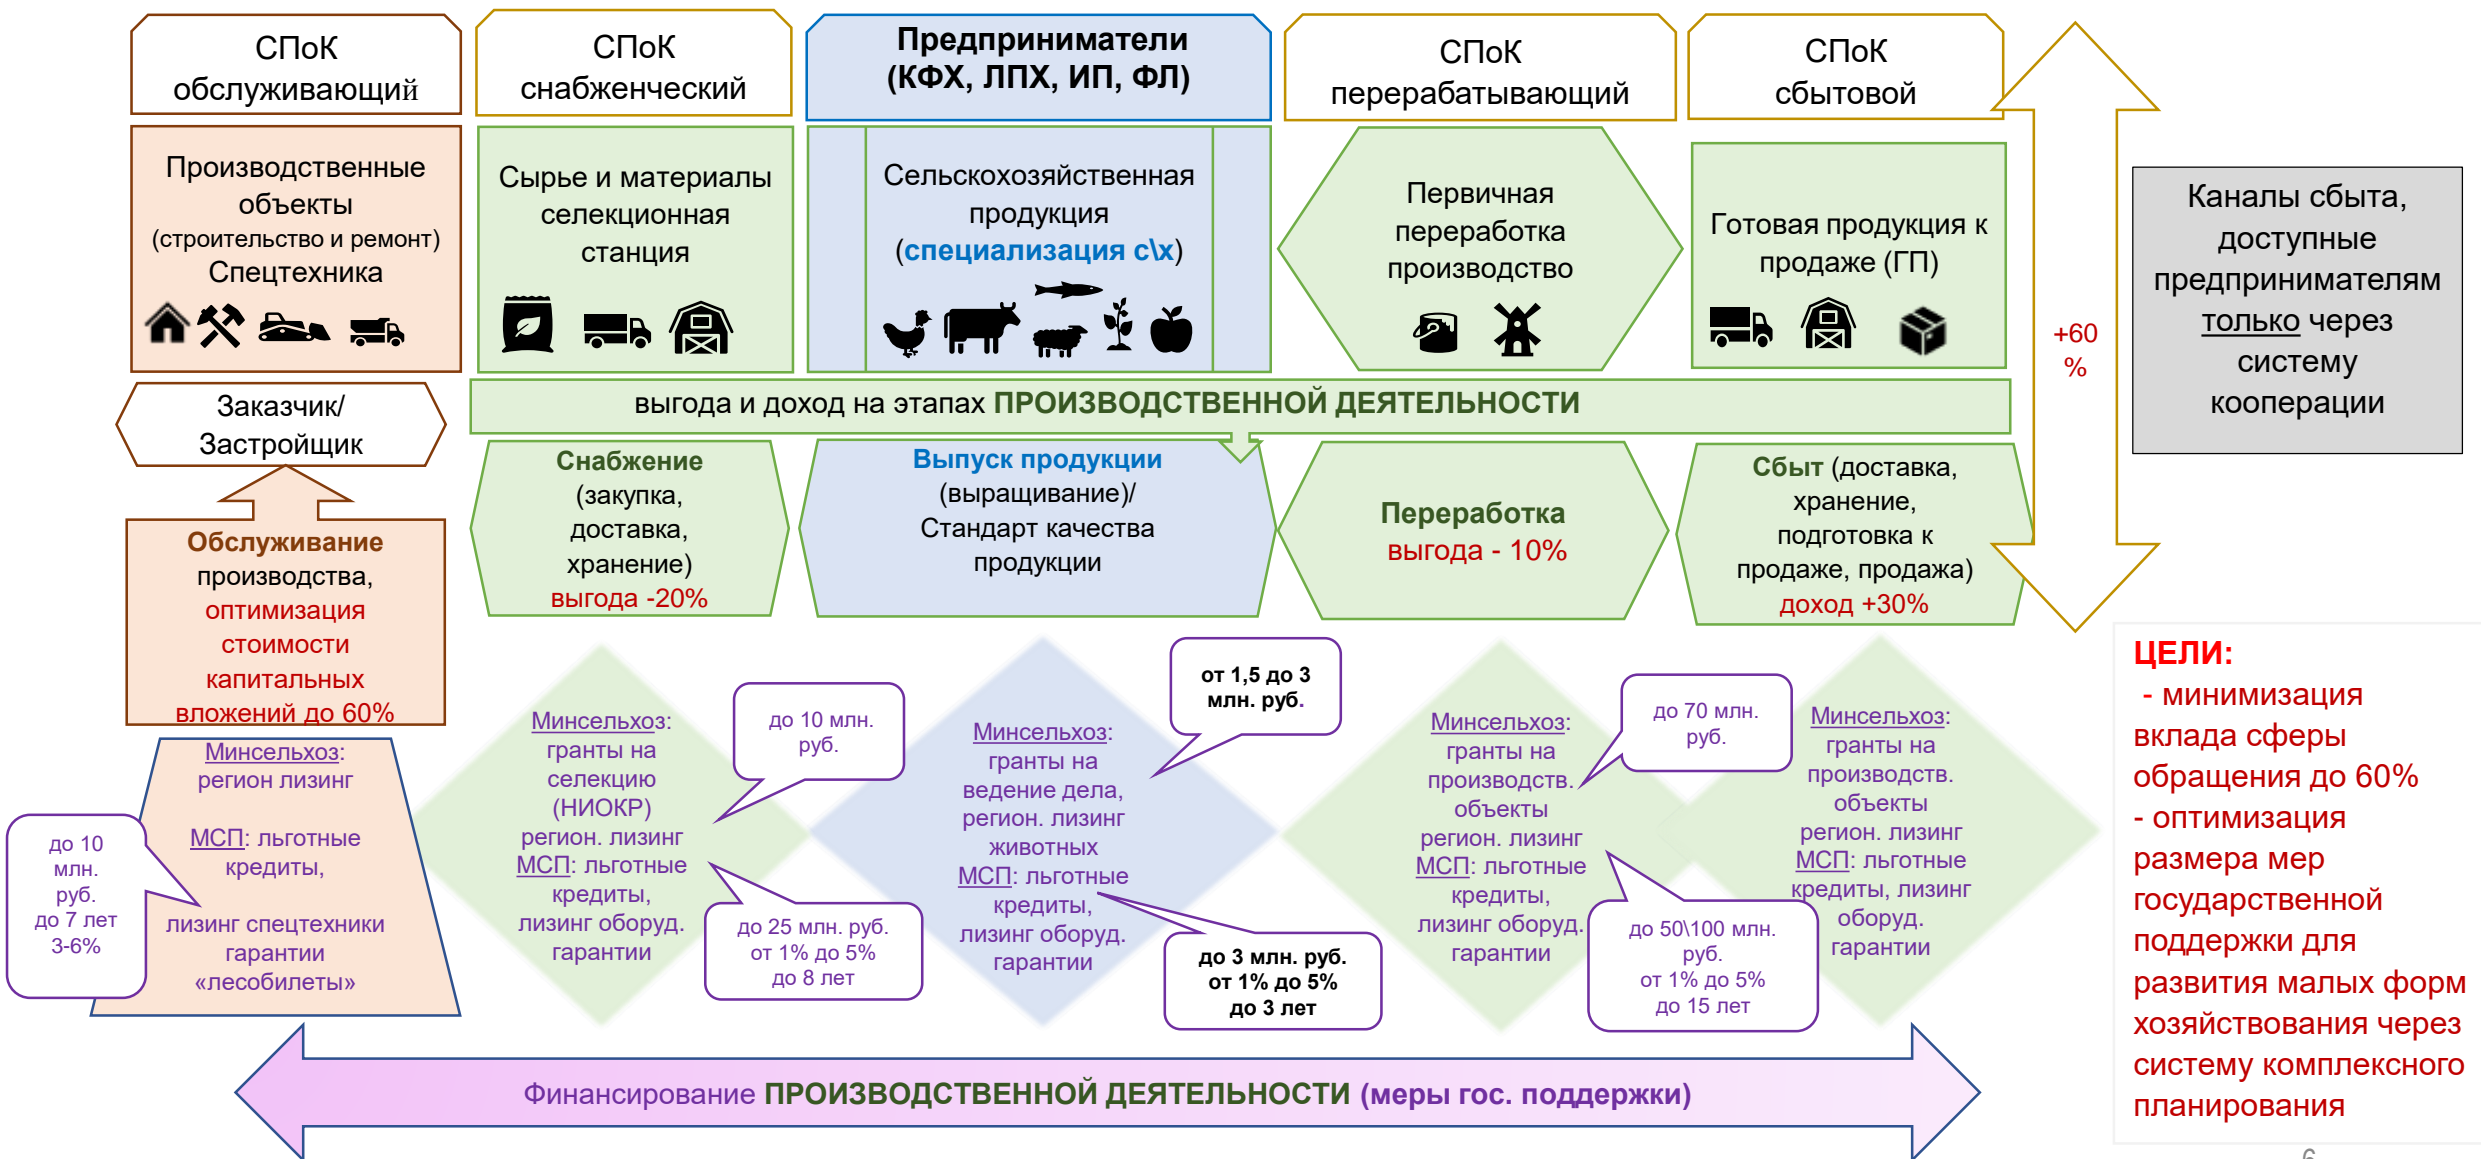 СПоК
обслуживающий
СПоК
снабженческий
Предприниматели
(КФХ, ЛПХ, ИП, ФЛ)
СПоК
перерабатывающий
СПоК
сбытовой
Производственные
объекты
(строительство и ремонт)
Спецтехника
Сырье и материалы
селекционная
станция
Сельскохозяйственная
продукция
(специализация с\х)
Первичная
переработка
производство
Готовая продукция к
продаже (ГП)
+60
%
Каналы сбыта,
доступные
предпринимателям
только через
систему
кооперации
Заказчик/
Застройщик
выгода и доход на этапах ПРОИЗВОДСТВЕННОЙ ДЕЯТЕЛЬНОСТИ
Обслуживание
производства,
оптимизация
стоимости
капитальных
вложений до 60%
Снабжение
(закупка,
доставка,
хранение)
выгода -20%
Выпуск продукции
(выращивание)/
Стандарт качества
продукции
Переработка
выгода - 10%
Сбыт (доставка,
хранение,
подготовка к
продаже, продажа)
доход +30%
Минсельхоз:
регион лизинг
МСП: льготные
кредиты,
лизинг спецтехники
гарантии
«лесобилеты»
до 10
млн.
руб.
до 7 лет
3-6%
Минсельхоз:
гранты на
селекцию
(НИОКР)
регион. лизинг
МСП: льготные
кредиты,
лизинг оборуд.
гарантии
до 10 млн.
руб.
до 25 млн. руб.
от 1% до 5%
до 8 лет
Минсельхоз:
гранты на
ведение дела,
регион. лизинг
животных
МСП: льготные
кредиты,
лизинг оборуд.
гарантии
от 1,5 до 3
млн. руб.
до 3 млн. руб.
от 1% до 5%
до 3 лет
Минсельхоз:
гранты на
производств.
объекты
регион. лизинг
МСП: льготные
кредиты,
лизинг оборуд.
гарантии
до 70 млн.
руб.
до 50\100 млн.
руб.
от 1% до 5%
до 15 лет
Минсельхоз:
гранты на
производств.
объекты
регион. лизинг
МСП: льготные
кредиты, лизинг
оборуд.
гарантии
ЦЕЛИ:
- минимизация
вклада сферы
обращения до 60%
- оптимизация
размера мер
государственной
поддержки для
развития малых форм
хозяйствования через
систему комплексного
планирования
Финансирование ПРОИЗВОДСТВЕННОЙ ДЕЯТЕЛЬНОСТИ (меры гос. поддержки)